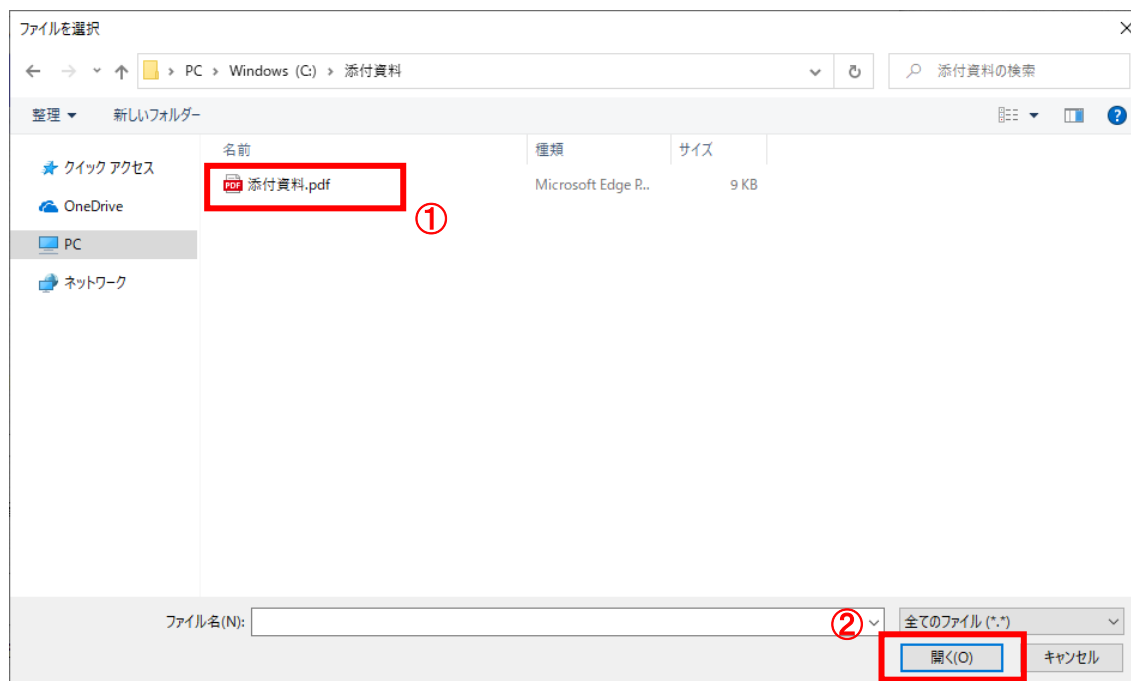 ファイルを選択
PC › Windows (C:) › 添付資料
添付資料の検索
整理 新しいフォルダー
名前 種類 サイズ
クイック アクセス
PDF 添付資料.pdf Microsoft Edge P... 9 KB
①
OneDrive
PC
ネットワーク
ファイル名(N):
②
全てのファイル (*.*)
開く(O) キャンセル